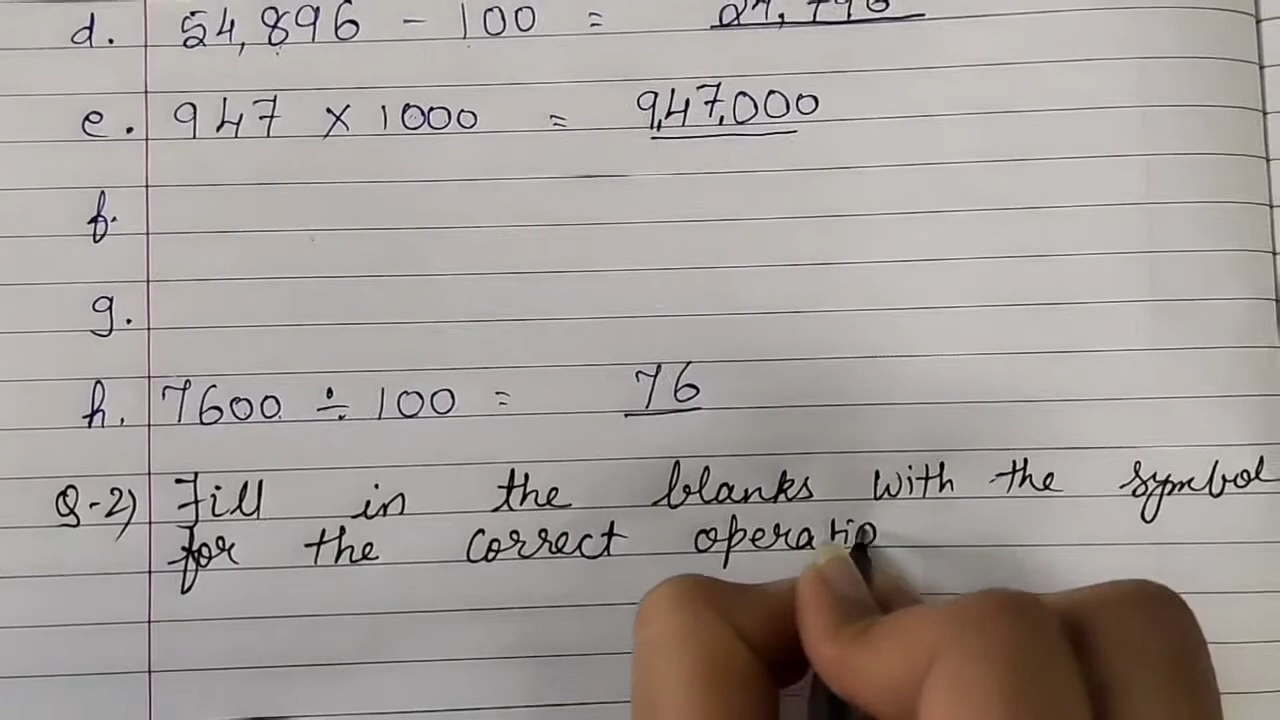 d. 54,896 - 100 =
e. 947 × 1000 = 9,47,000
f.
g.
h. 7600 ÷ 100 = 76
Q-2) Fill in the blanks with the symbol
for the correct operatio